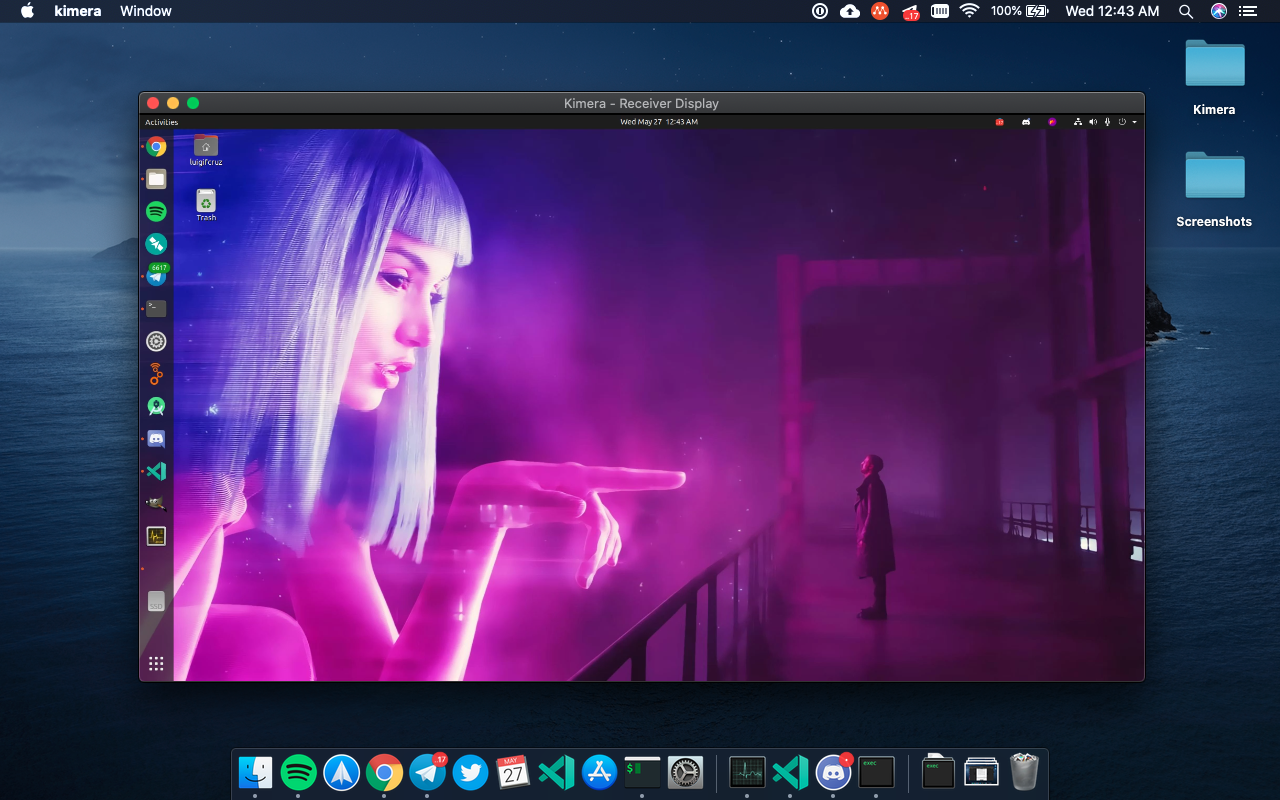 kimera Window 17 100% Wed 12:43 AM
Kimera
Screenshots
Kimera - Receiver Display
Activities Wed May 27 12:43 AM
luigifcruz
Trash
6617
SSD
17
MAY
27
$
exec
exec